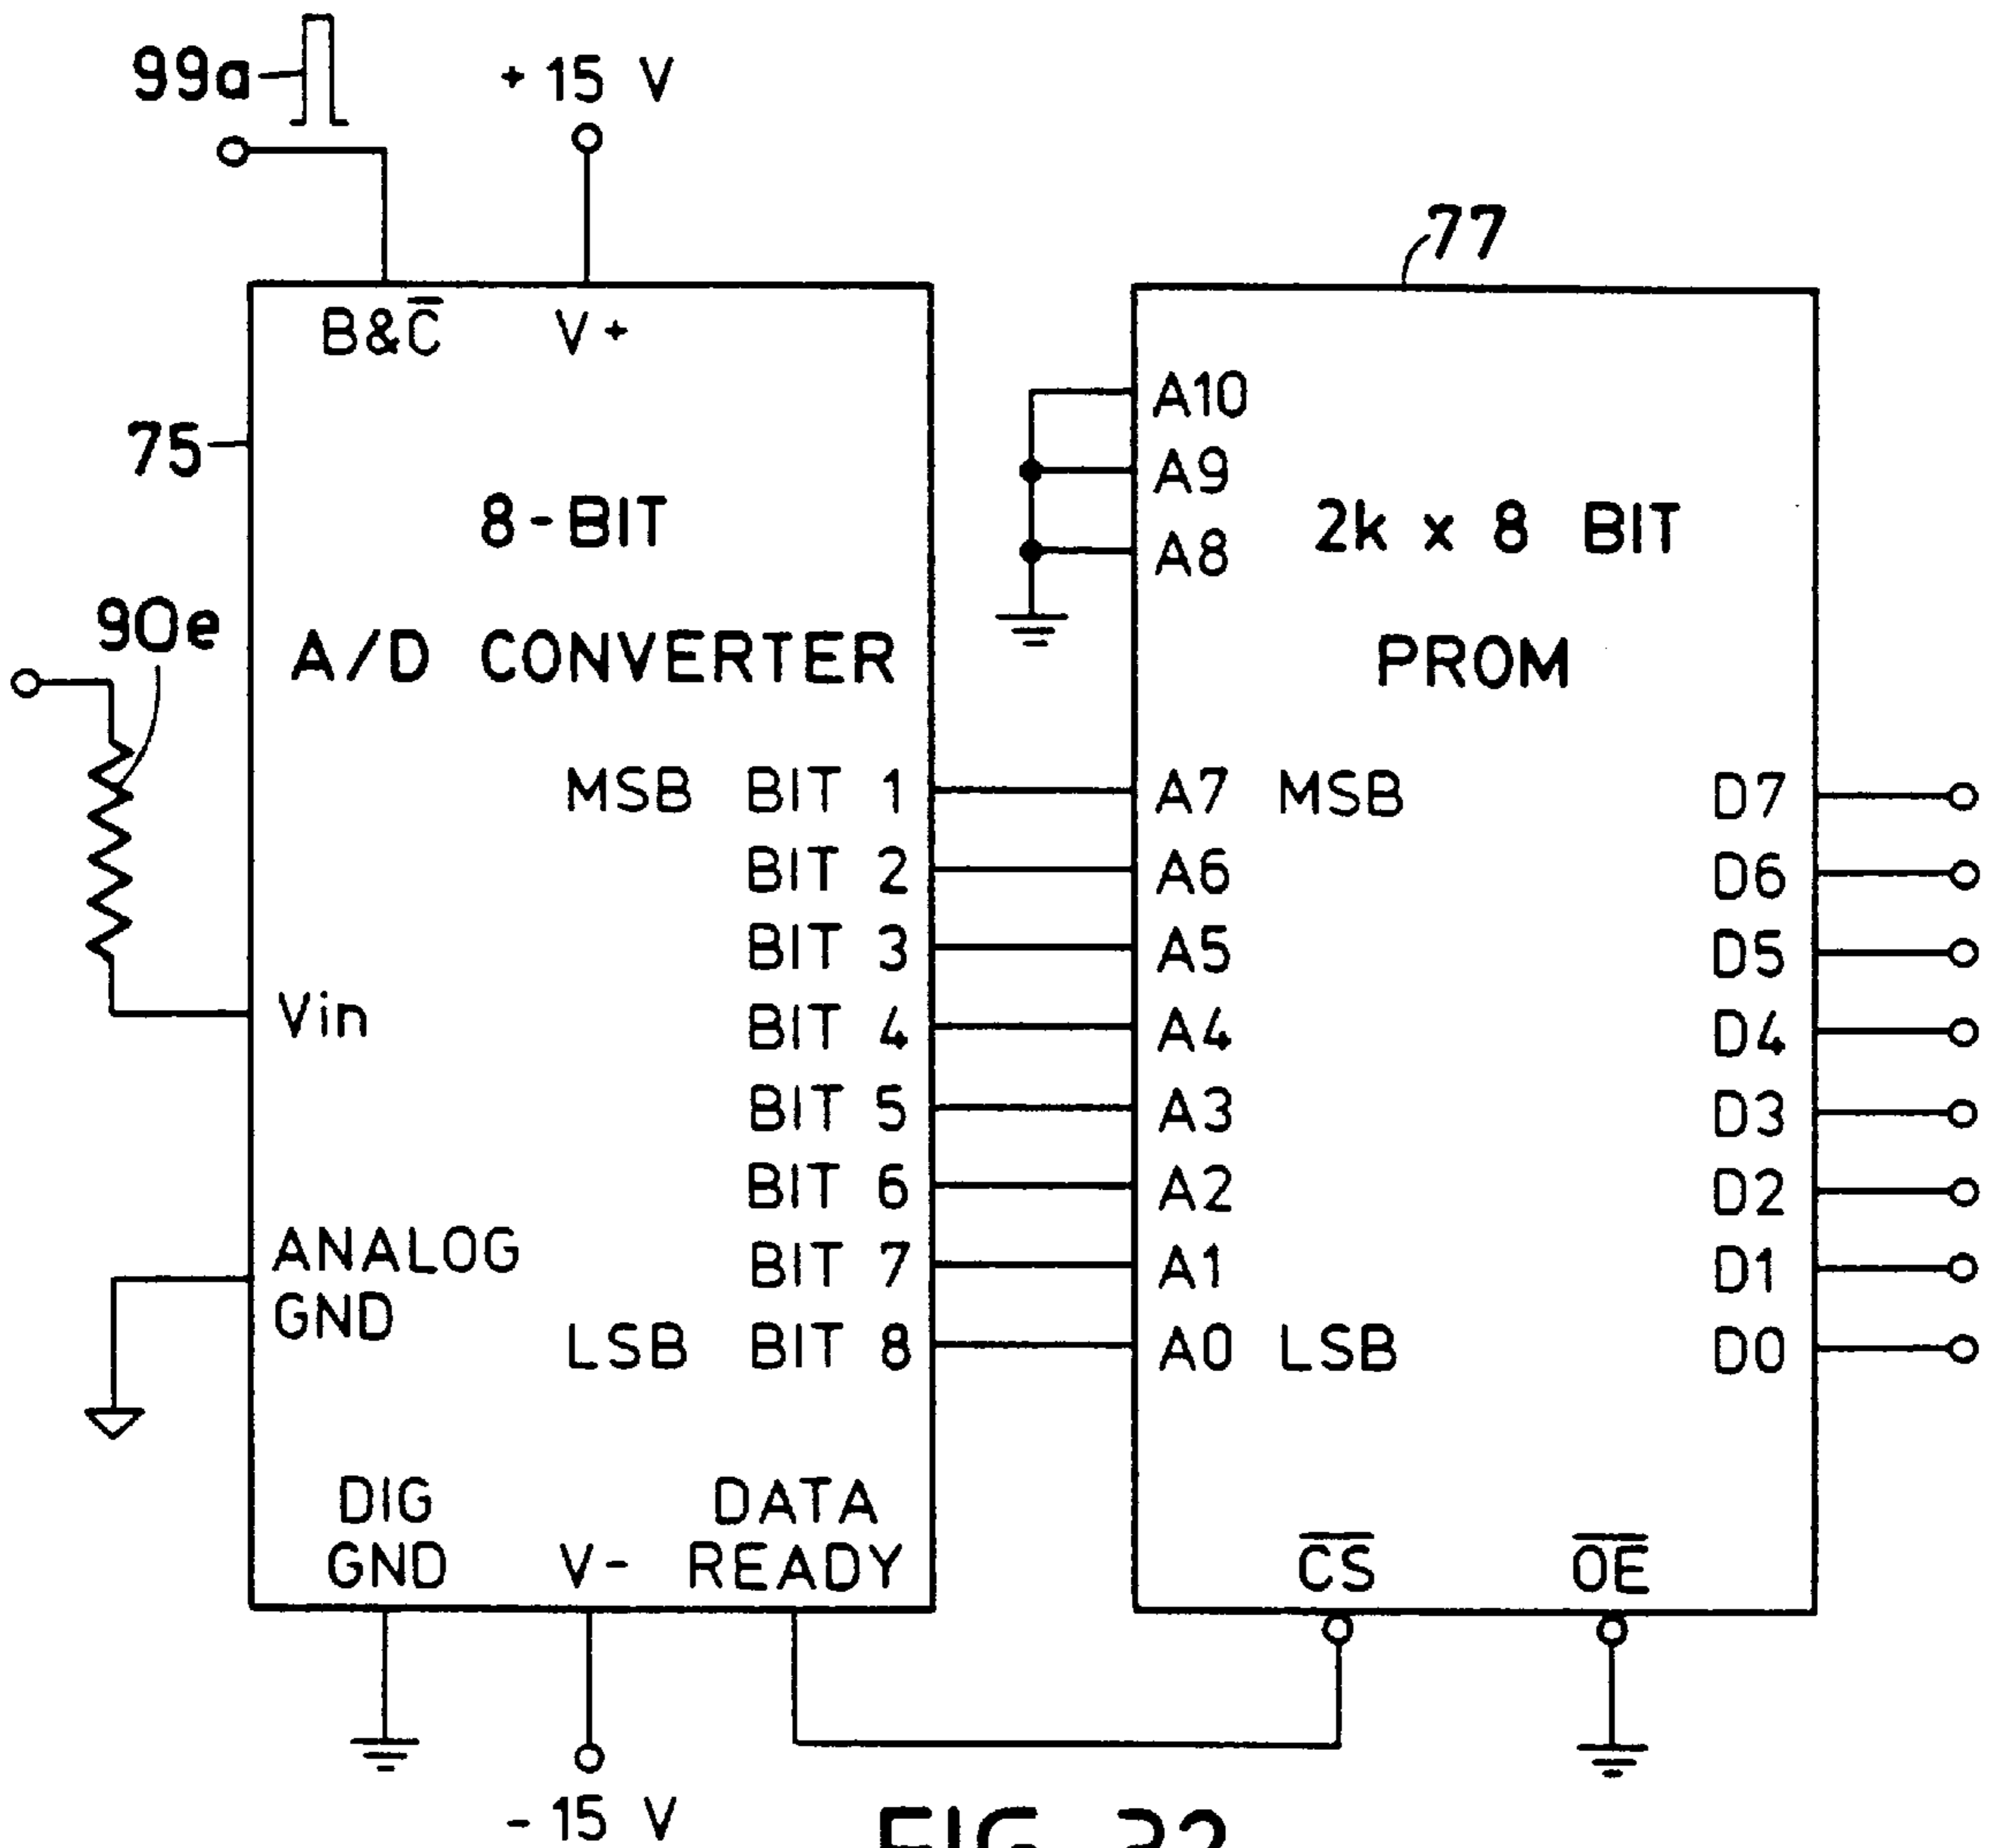 99a
+15 V
77
B&C̅
V+
A10
75
A9
8-BIT
2k x 8 BIT
A8
90e
A/D CONVERTER
PROM
MSB BIT 1
A7 MSB
D7
BIT 2
A6
D6
BIT 3
A5
D5
Vin
BIT 4
A4
D4
BIT 5
A3
D3
BIT 6
A2
D2
ANALOG
GND
BIT 7
A1
D1
LSB BIT 8
A0 LSB
D0
DIG
GND
V-
DATA
READY
C̅S̅
O̅E̅
-15 V
FIG. 22